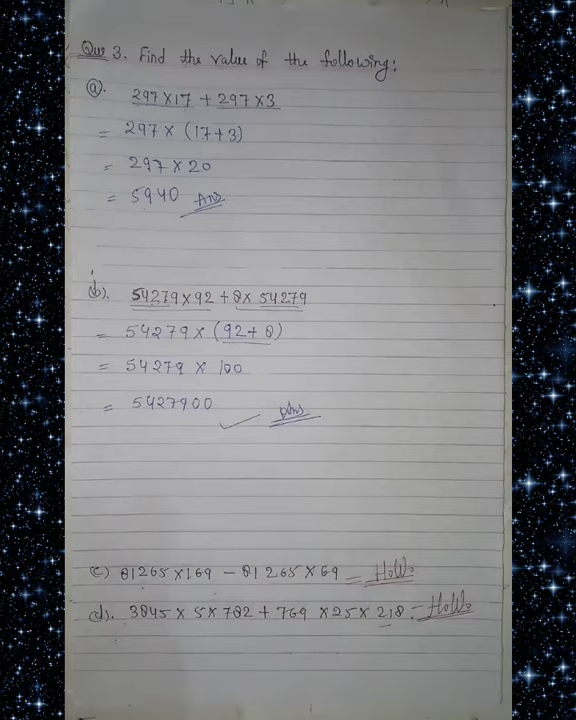 Que 3. Find the value of the following:
(a). 297 X 17 + 297 X 3
= 297 X (17+3)
= 297 X 20
= 5940 Ans
(b). 54279 X 92 + 8 X 54279
= 54279 X (92+8)
= 54279 X 100
= 5427900 ✓ Ans
(c) 81265 X 169 - 81265 X 69 = H.W.
(d). 3845 X 5 X 782 + 769 X 25 X 218. = H.W.